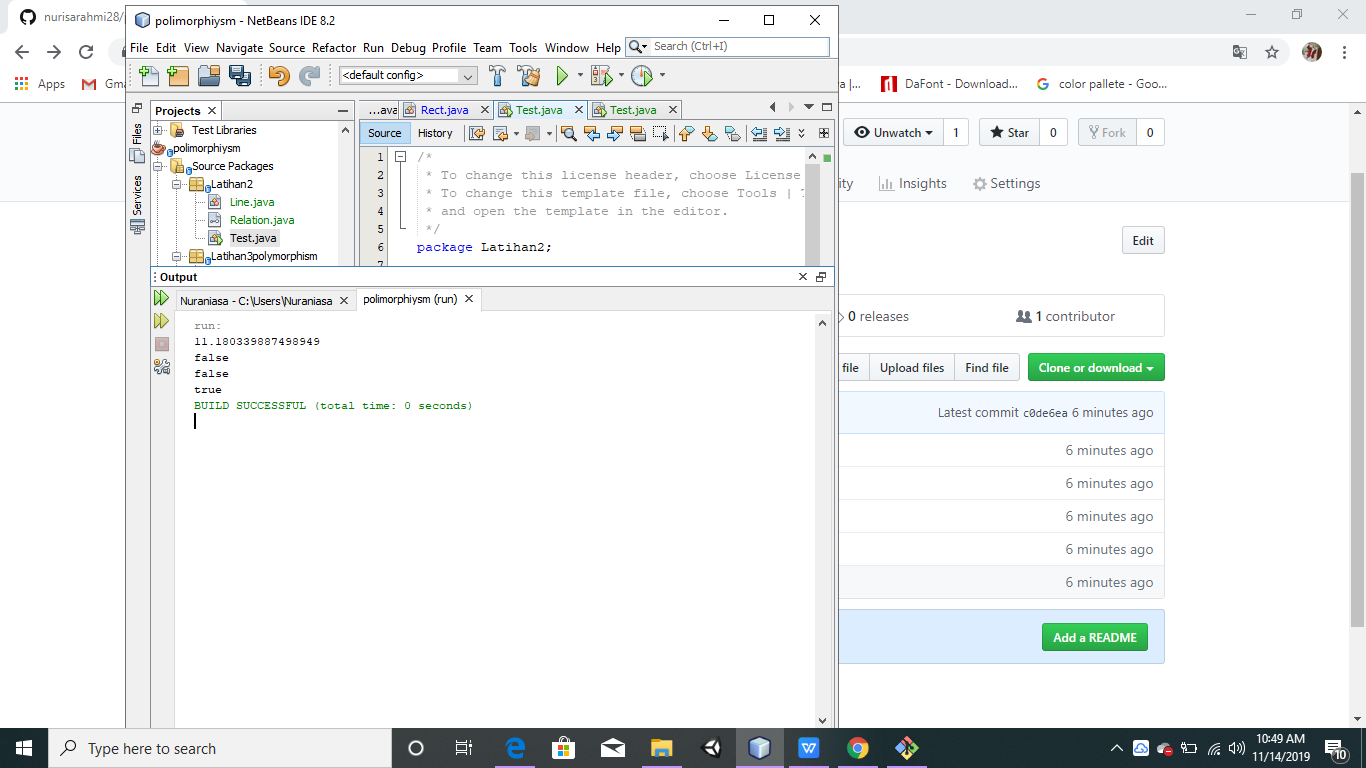 nurisarahmi28/
polimorphiysm - NetBeans IDE 8.2
File Edit View Navigate Source Refactor Run Debug Profile Team Tools Window Help Search (Ctrl+I)
Apps
<default config>
DaFont - Download...
color pallete - Goo...
Projects
...ava Rect.java Test.java Test.java
Files
Services
Test Libraries
polimorphiysm
Source Packages
Latihan2
Line.java
Relation.java
Test.java
Latihan3polymorphism
Source History
1 /*
2 * To change this license header, choose License
3 * To change this template file, choose Tools | T
4 * and open the template in the editor.
5 */
6 package Latihan2;
7
Unwatch 1 Star 0 Fork 0
ity Insights Settings
Edit
Output
Nuraniasa - C:\Users\Nuraniasa polimorphiysm (run)
run:
11.180339887498949
false
false
true
BUILD SUCCESSFUL (total time: 0 seconds)
0 releases 1 contributor
file Upload files Find file Clone or download
Latest commit c0de6ea 6 minutes ago
6 minutes ago
6 minutes ago
6 minutes ago
6 minutes ago
6 minutes ago
Add a README
Type here to search
10:49 AM
11/14/2019
10